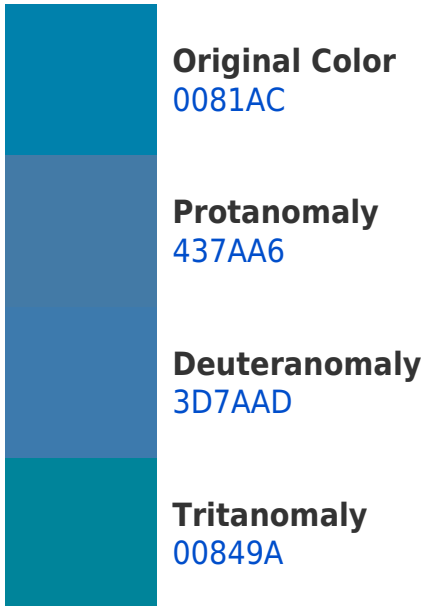 Original Color
0081AC
Protanomaly
437AA6
Deuteranomaly
3D7AAD
Tritanomaly
00849A